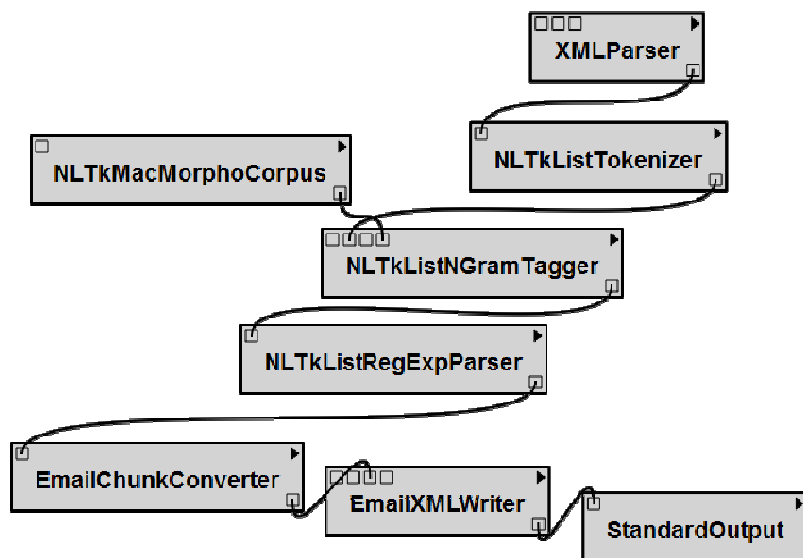 XMLParser
NLTkListTokenizer
NLTkMacMorphoCorpus
NLTkListNGramTagger
NLTkListRegExpParser
EmailChunkConverter
EmailXMLWriter
StandardOutput